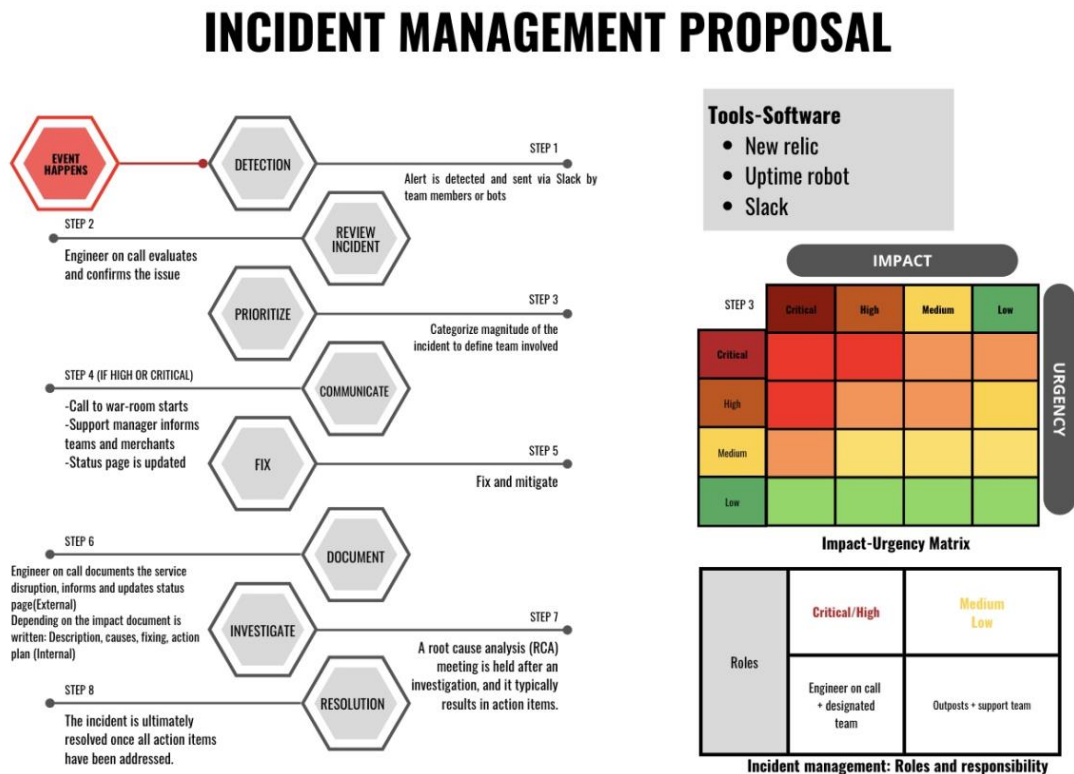 INCIDENT MANAGEMENT PROPOSAL
EVENT
HAPPENS
DETECTION
STEP 1
Alert is detected and sent via Slack by
team members or bots
STEP 2
Engineer on call evaluates
and confirms the issue
REVIEW
INCIDENT
PRIORITIZE
STEP 3
Categorize magnitude of the
incident to define team involved
STEP 4 (IF HIGH OR CRITICAL)
-Call to war-room starts
-Support manager informs
teams and merchants
-Status page is updated
COMMUNICATE
FIX
STEP 5
Fix and mitigate
STEP 6
Engineer on call documents the service
disruption, informs and updates status
page(External)
Depending on the impact document is
written: Description, causes, fixing, action
plan (Internal)
DOCUMENT
INVESTIGATE
STEP 7
A root cause analysis (RCA)
meeting is held after an
investigation, and it typically
results in action items.
STEP 8
The incident is ultimately
resolved once all action items
have been addressed.
RESOLUTION
Tools-Software
• New relic
• Uptime robot
• Slack
IMPACT
STEP 3
Critical
High
Medium
Low
URGENCY
Critical
High
Medium
Low
Impact-Urgency Matrix
Roles
Critical/High
Medium
Low
Engineer on call
+ designated
team
Outposts + support team
Incident management: Roles and responsibility